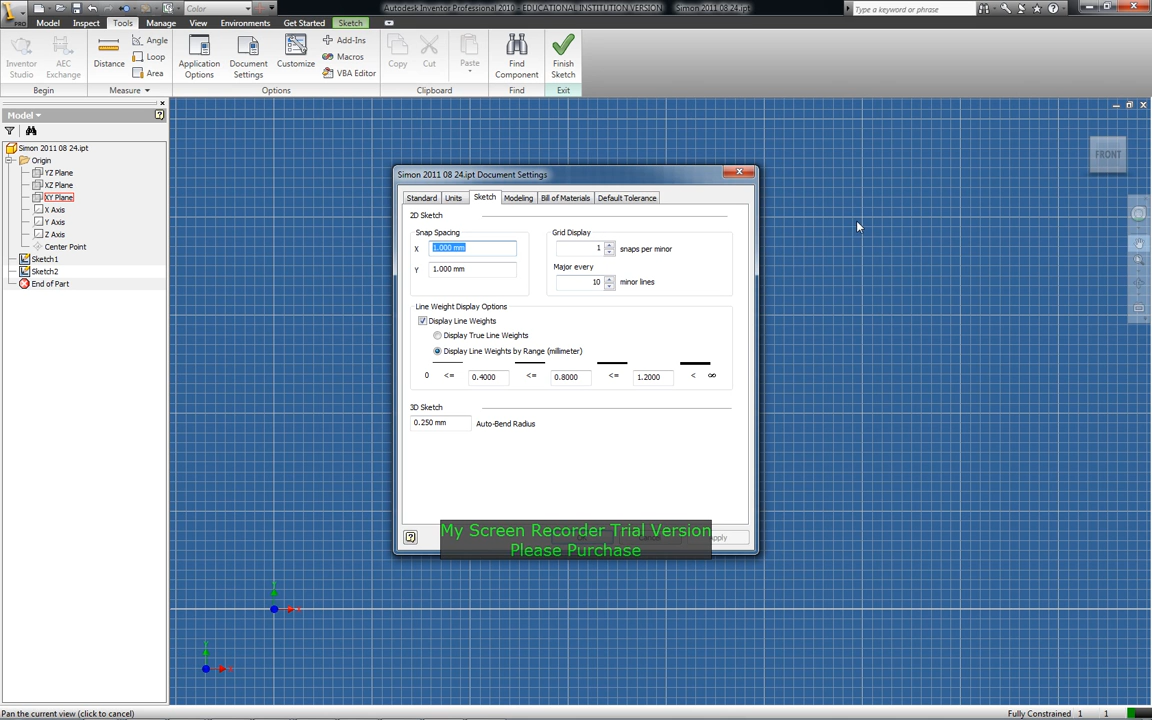 Color
Autodesk Inventor Professional 2010 - EDUCATIONAL INSTITUTION VERSION
Simon 2011 08 24.ipt
Type a keyword or phrase
PRO
Model
Inspect
Tools
Manage
View
Environments
Get Started
Sketch
Inventor
Studio
AEC
Exchange
Distance
Angle
Loop
Area
Application
Options
Document
Settings
Customize
Add-Ins
Macros
VBA Editor
Copy
Cut
Paste
Find
Component
Finish
Sketch
Begin
Measure
Options
Clipboard
Find
Exit
Model
Simon 2011 08 24.ipt
Origin
YZ Plane
XZ Plane
XY Plane
X Axis
Y Axis
Z Axis
Center Point
Sketch1
Sketch2
End of Part
FRONT
Simon 2011 08 24.ipt Document Settings
Standard
Units
Sketch
Modeling
Bill of Materials
Default Tolerance
2D Sketch
Snap Spacing
X 1.000 mm
Y 1.000 mm
Grid Display
1 snaps per minor
Major every
10 minor lines
Line Weight Display Options
Display Line Weights
Display True Line Weights
Display Line Weights by Range (millimeter)
0 <= 0.4000 <= 0.8000 <= 1.2000 < ∞
3D Sketch
0.250 mm Auto-Bend Radius
My Screen Recorder Trial Version
Please Purchase
Pan the current view (click to cancel)
Fully Constrained 1 1